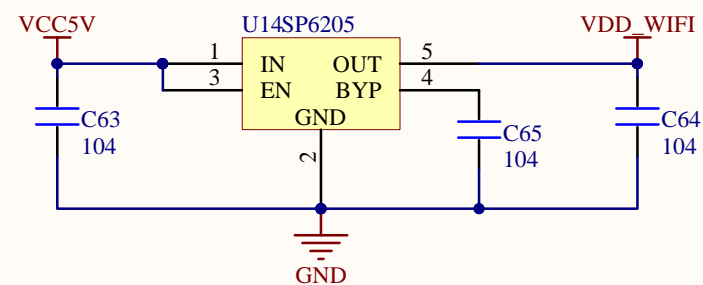 VCC5V
U14SP6205
VDD_WIFI
1
IN
OUT
5
3
EN
BYP
4
GND
C63
104
2
C65
104
C64
104
GND